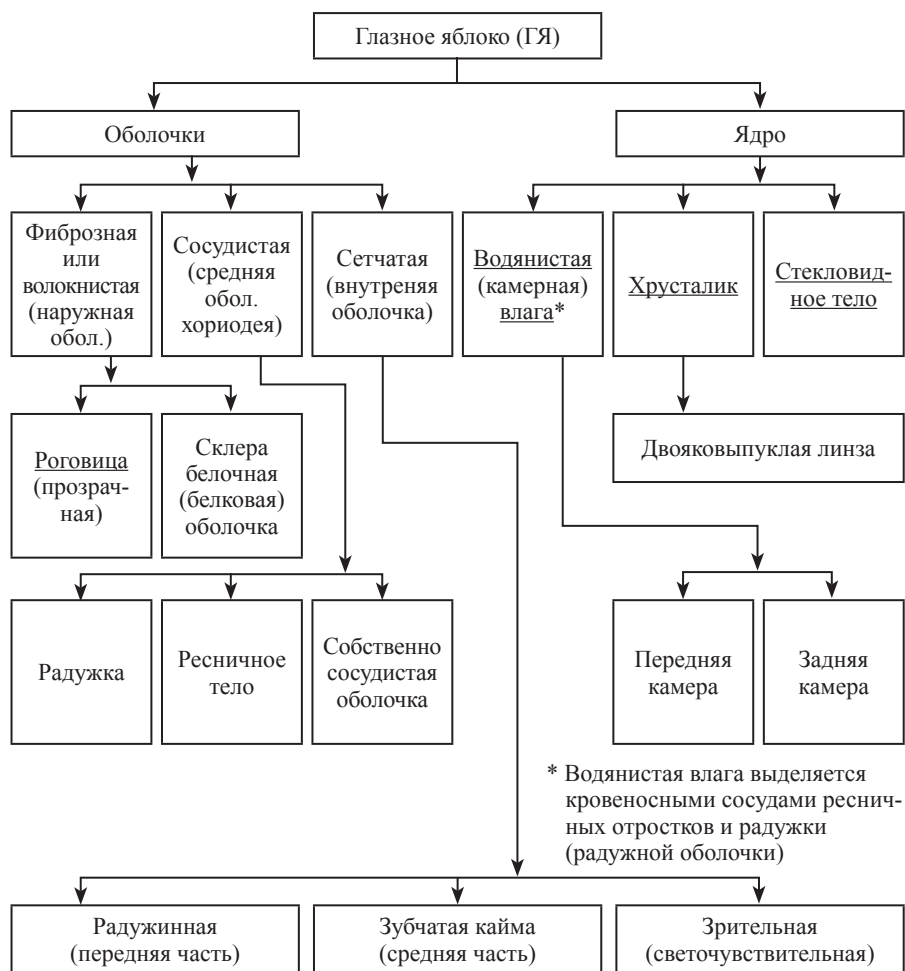 Глазное яблоко (ГЯ)
Оболочки
Ядро
Фиброзная
или
волокнистая
(наружная
обол.)
Сосудистая
(средняя
обол.
хориодея)
Сетчатая
(внутреняя
оболочка)
Водянистая
(камерная)
влага*
Хрусталик
Стекловид-
ное тело
Роговица
(прозрач-
ная)
Склера
белочная
(белковая)
оболочка
Двояковыпуклая линза
Радужка
Ресничное
тело
Собственно
сосудистая
оболочка
Передняя
камера
Задняя
камера
* Водянистая влага выделяется
кровеносными сосудами реснич-
ных отростков и радужки
(радужной оболочки)
Радужинная
(передняя часть)
Зубчатая кайма
(средняя часть)
Зрительная
(светочувствительная)